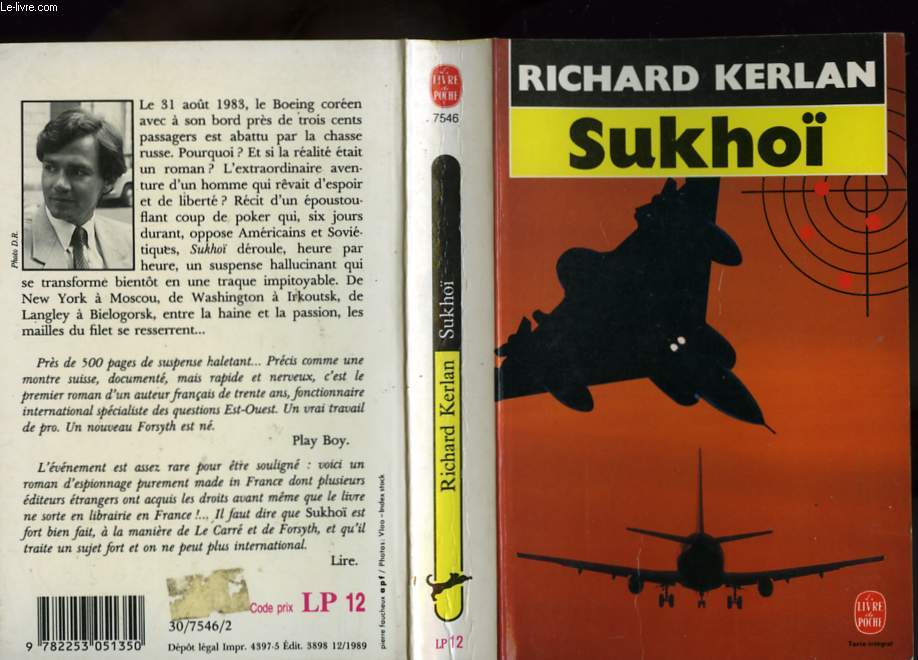 Le-livre.com
Le 31 août 1983, le Boeing coréen
avec à son bord près de trois cents
passagers est abattu par la chasse
russe. Pourquoi ? Et si la réalité était
un roman ? L'extraordinaire aven-
ture d'un homme qui rêvait d'espoir
et de liberté ? Récit d'un époustou-
flant coup de poker qui, six jours
durant, oppose Américains et Sovié-
tiques, Sukhoï déroule, heure par
heure, un suspense hallucinant qui
se transforme bientôt en une traque impitoyable. De
New York à Moscou, de Washington à Irkoutsk, de
Langley à Bielogorsk, entre la haine et la passion, les
mailles du filet se resserrent...
Photo D.R.
Près de 500 pages de suspense haletant... Précis comme une
montre suisse, documenté, mais rapide et nerveux, c'est le
premier roman d'un auteur français de trente ans, fonctionnaire
international spécialiste des questions Est-Ouest. Un vrai travail
de pro. Un nouveau Forsyth est né.
Play Boy.
L'événement est assez rare pour être souligné : voici un
roman d'espionnage purement made in France dont plusieurs
éditeurs étrangers ont acquis les droits avant même que le livre
ne sorte en librairie en France !... Il faut dire que Sukhoï est
fort bien fait, à la manière de Le Carré et de Forsyth, et qu'il
traite un sujet fort et on ne peut plus international.
Lire.
pierre faucheux apf / Photos: Vloo - Index stock
Code prix LP 12
30/7546/2
9 782253 051350
Dépôt légal Impr. 4397-5 Édit. 3898 12/1989
LE LIVRE de POCHE
7546
Richard Kerlan Sukhoï
LP 12
RICHARD KERLAN
Sukhoï
LE LIVRE de POCHE
Texte intégral